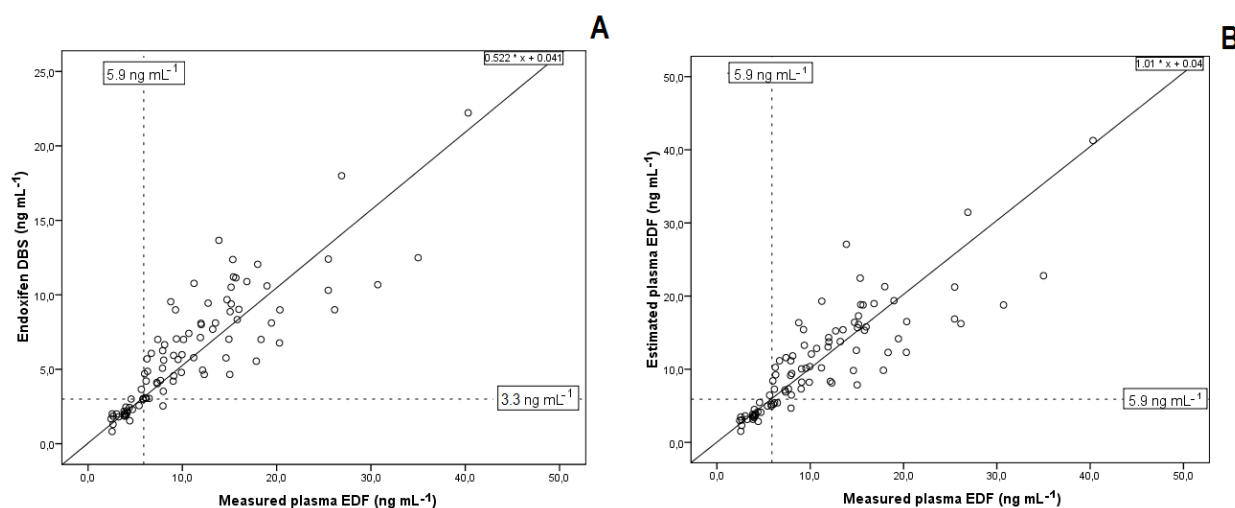 A
0.522 * x + 0.041
5.9 ng mL-1
25,0
20,0
15,0
10,0
5,0
0,0
Endoxifen DBS (ng mL-1)
3.3 ng mL-1
0,0 10,0 20,0 30,0 40,0 50,0
Measured plasma EDF (ng mL-1)
B
1.01 * x + 0.04
5.9 ng mL-1
50,0
40,0
30,0
20,0
10,0
0,0
Estimated plasma EDF (ng mL-1)
5.9 ng mL-1
0,0 10,0 20,0 30,0 40,0 50,0
Measured plasma EDF (ng mL-1)